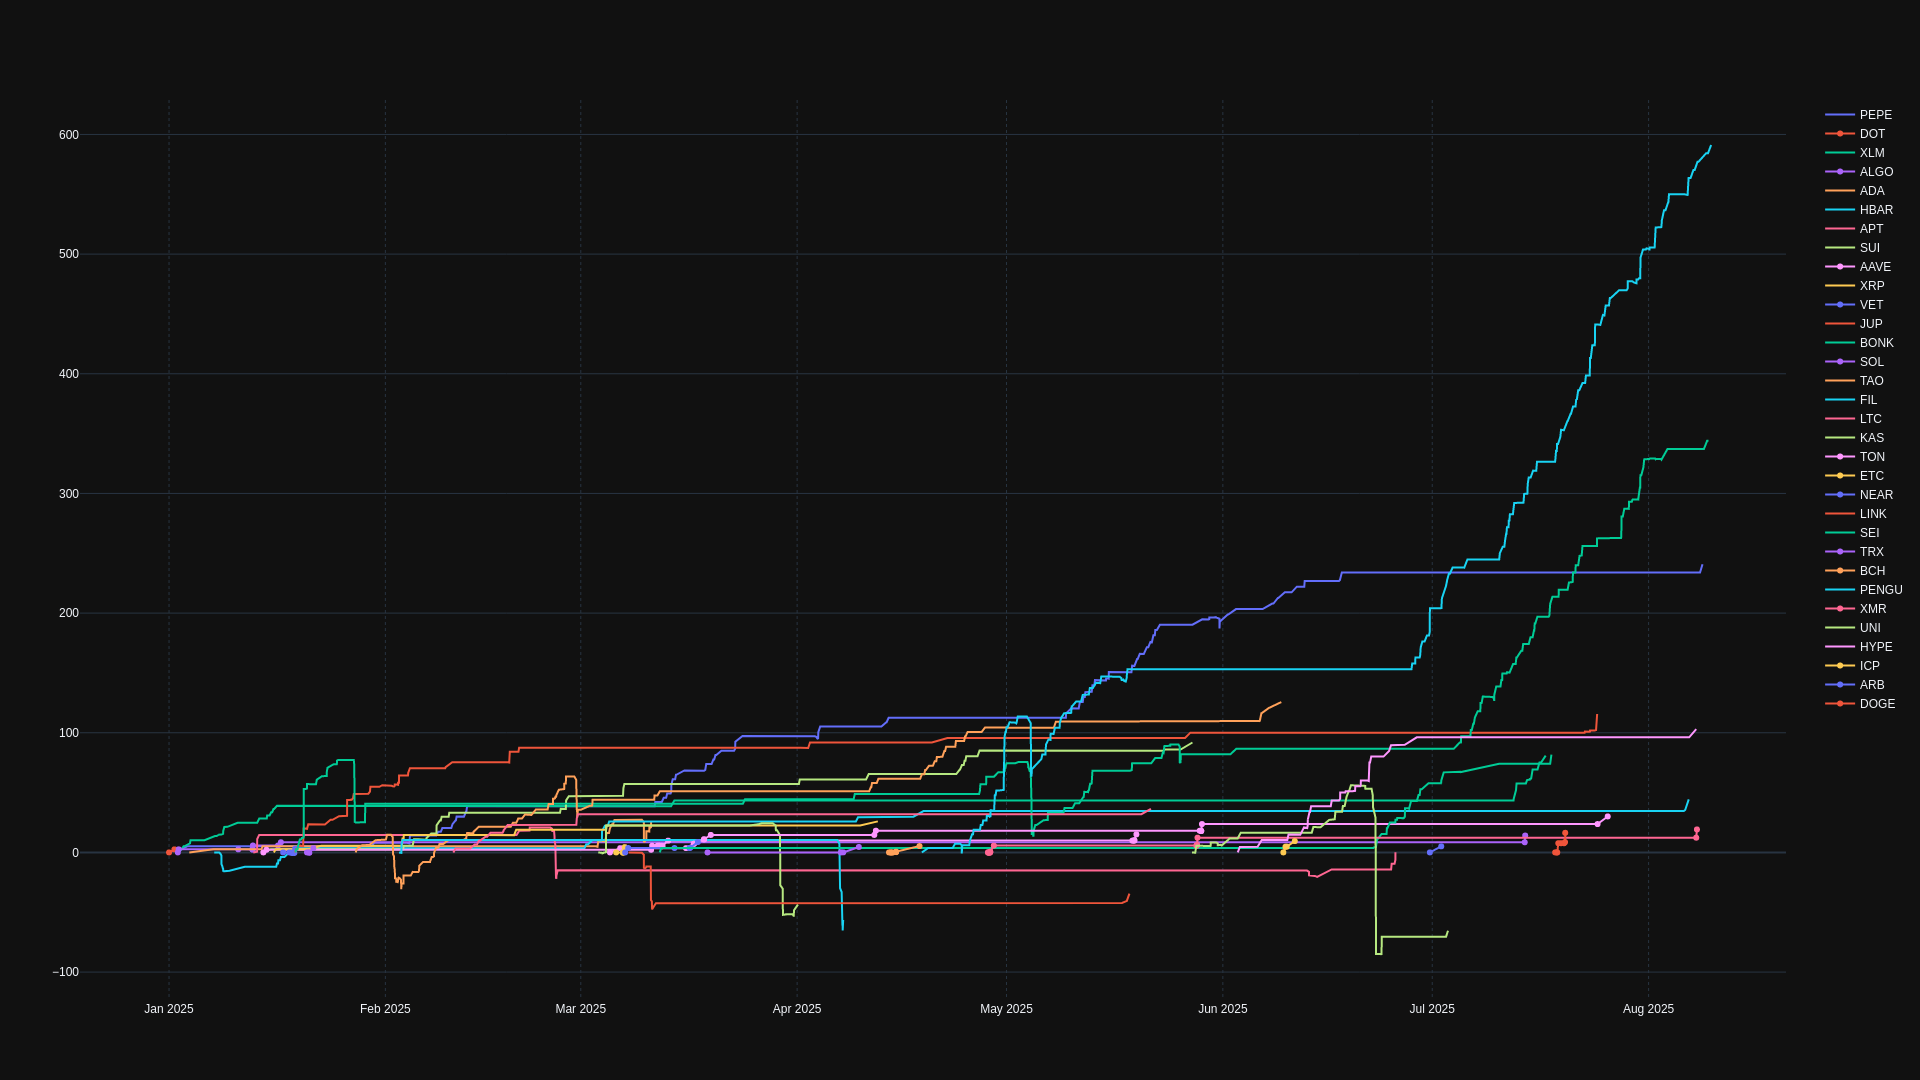 600
500
400
300
200
100
0
−100
Jan 2025
Feb 2025
Mar 2025
Apr 2025
May 2025
Jun 2025
Jul 2025
Aug 2025
PEPE
DOT
XLM
ALGO
ADA
HBAR
APT
SUI
AAVE
XRP
VET
JUP
BONK
SOL
TAO
FIL
LTC
KAS
TON
ETC
NEAR
LINK
SEI
TRX
BCH
PENGU
XMR
UNI
HYPE
ICP
ARB
DOGE